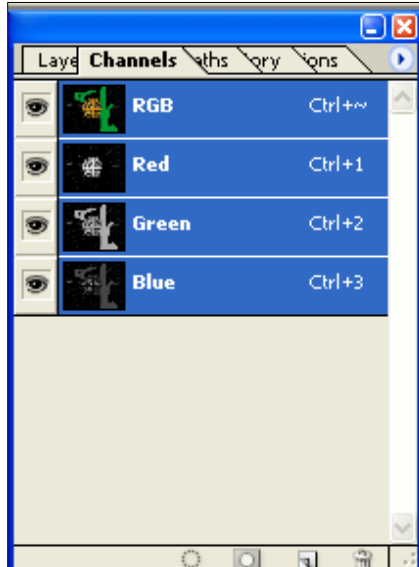 Laye Channels aths ory ions
RGB Ctrl+~
Red Ctrl+1
Green Ctrl+2
Blue Ctrl+3